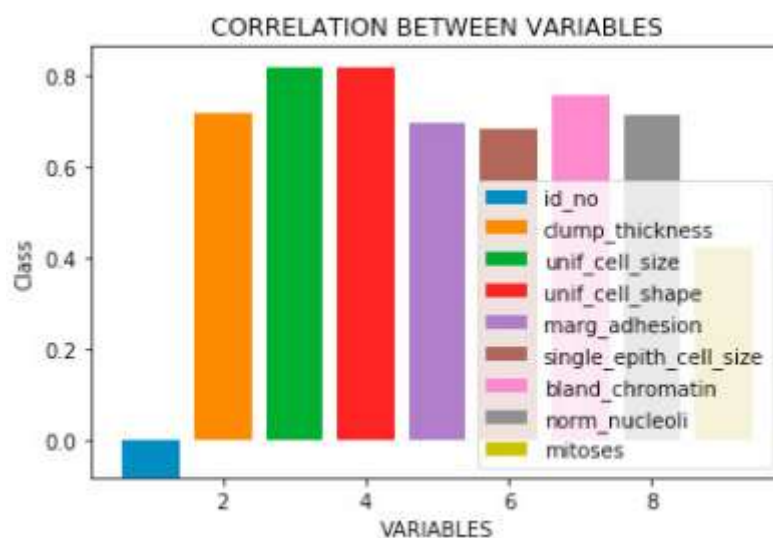 CORRELATION BETWEEN VARIABLES
0.8
0.6
0.4
0.2
0.0
Class
id_no
clump_thickness
unif_cell_size
unif_cell_shape
marg_adhesion
single_epith_cell_size
bland_chromatin
norm_nucleoli
mitoses
2 4 6 8
VARIABLES